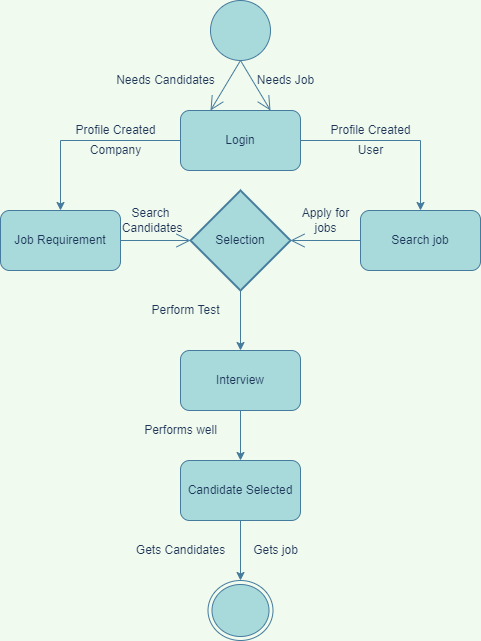 Needs Candidates
Needs Job
Login
Profile Created
Company
Profile Created
User
Job Requirement
Search
Candidates
Selection
Apply for
jobs
Search job
Perform Test
Interview
Performs well
Candidate Selected
Gets Candidates
Gets job